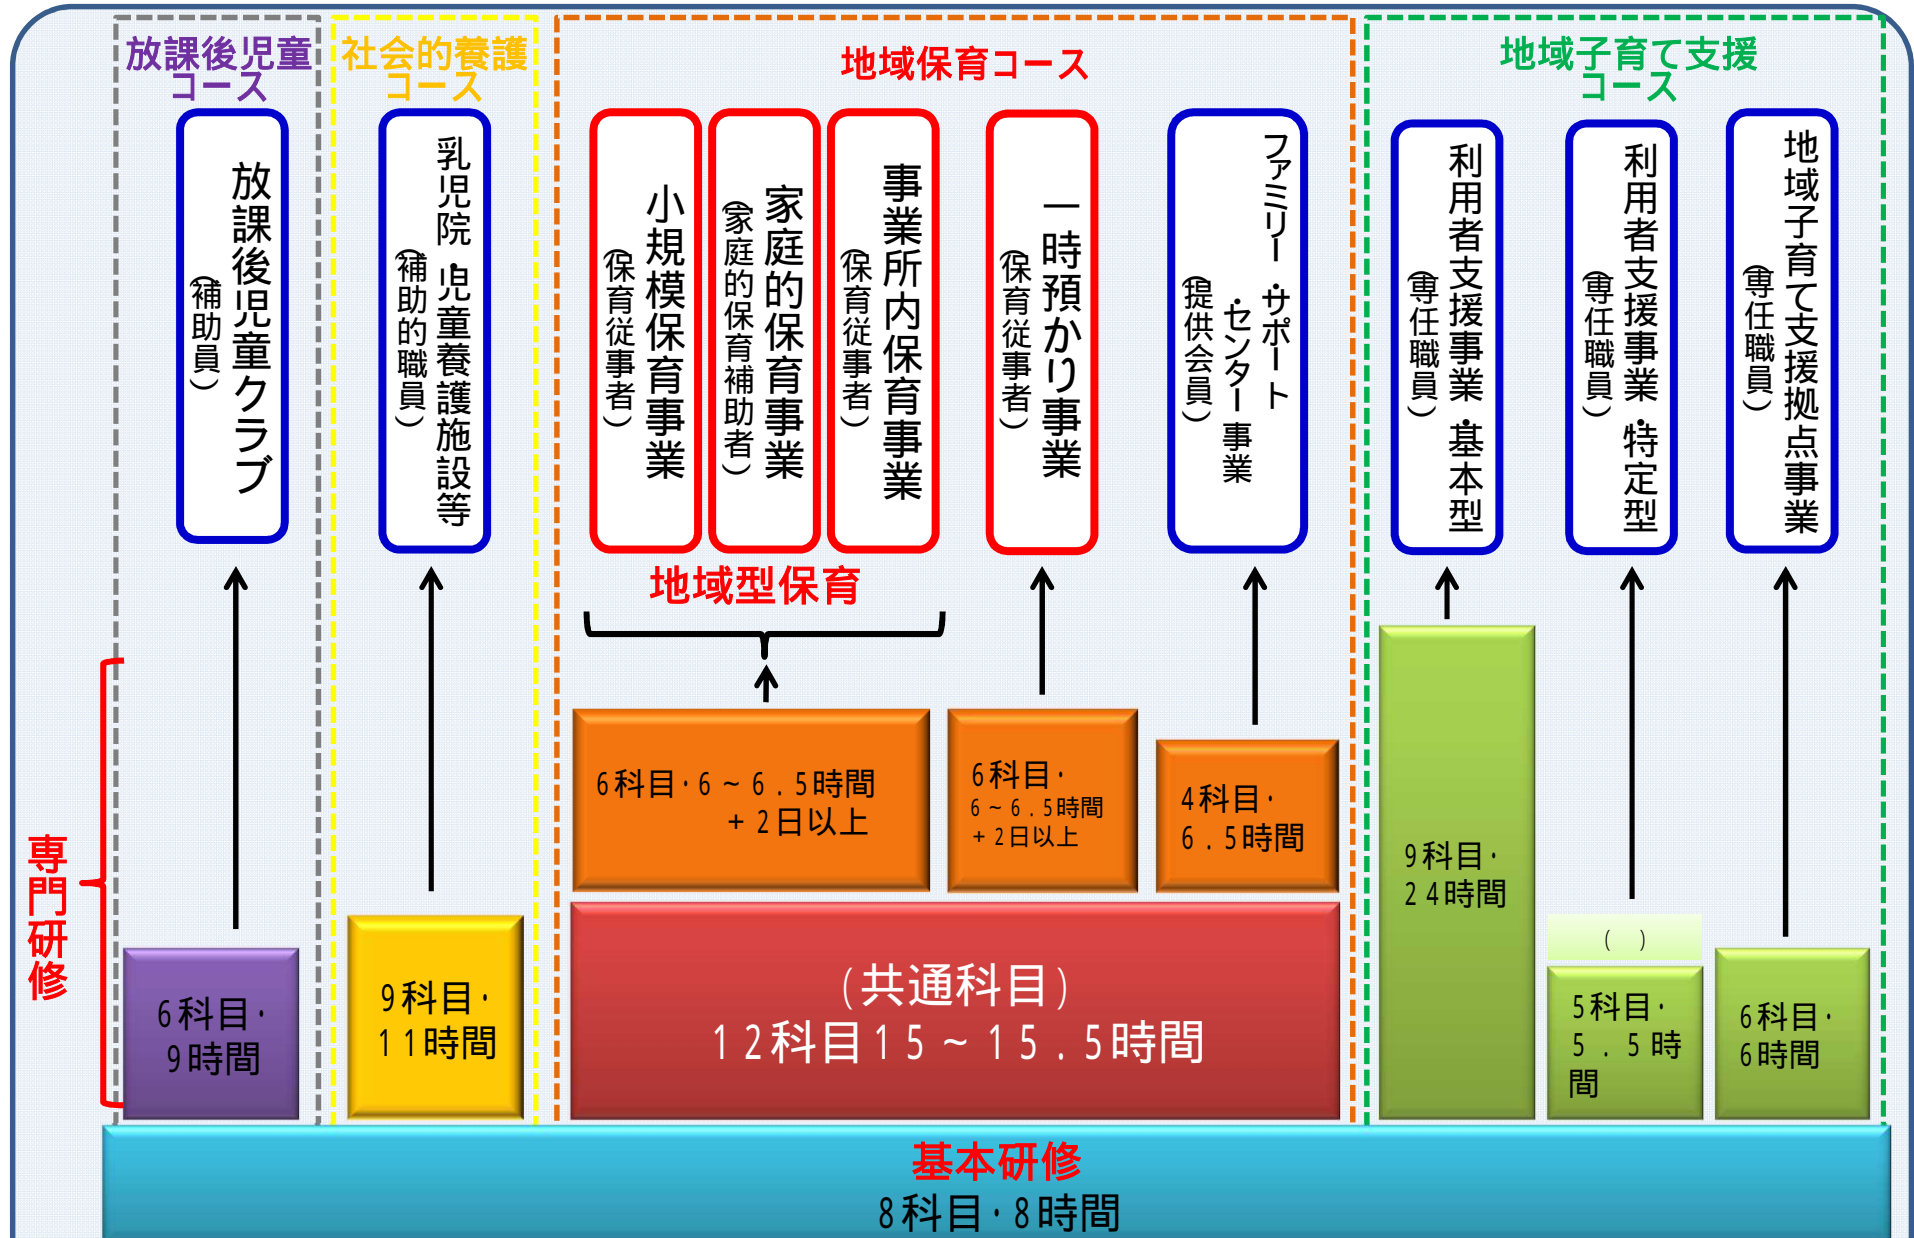 放課後児童
コース
社会的養護
コース
地域保育コース
地域子育て支援
コース
放課後児童クラブ
（補助員）
乳児院・児童養護施設等
（補助的職員）
小規模保育事業
（保育従事者）
家庭的保育事業
（家庭的保育補助者）
事業所内保育事業
（保育従事者）
一時預かり事業
（保育従事者）
ファミリー・サポート
・センター事業
（提供会員）
利用者支援事業・基本型
（専任職員）
利用者支援事業・特定型
（専任職員）
地域子育て支援拠点事業
（専任職員）
地域型保育
専門研修
6科目・
9時間
9科目・
11時間
6科目・6～6.5時間
+2日以上
6科目・
6～6.5時間
+2日以上
4科目・
6.5時間
(共通科目)
12科目15～15.5時間
9科目・
24時間
( )
5科目・
5.5時
間
6科目・
6時間
基本研修
8科目・8時間